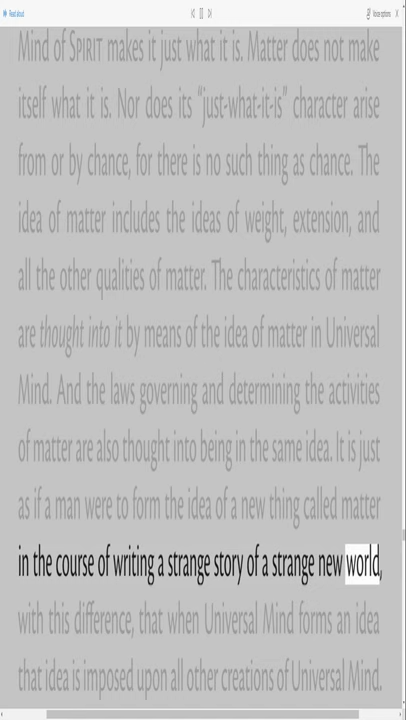 Read aloud
Voice options
Mind of SPIRIT makes it just what it is. Matter does not make
itself what it is. Nor does its “just-what-it-is” character arise
from or by chance, for there is no such thing as chance. The
idea of matter includes the ideas of weight, extension, and
all the other qualities of matter. The characteristics of matter
are thought into it by means of the idea of matter in Universal
Mind. And the laws governing and determining the activities
of matter are also thought into being in the same idea. It is just
as if a man were to form the idea of a new thing called matter
in the course of writing a strange story of a strange new world,
with this difference, that when Universal Mind forms an idea
that idea is imposed upon all other creations of Universal Mind.